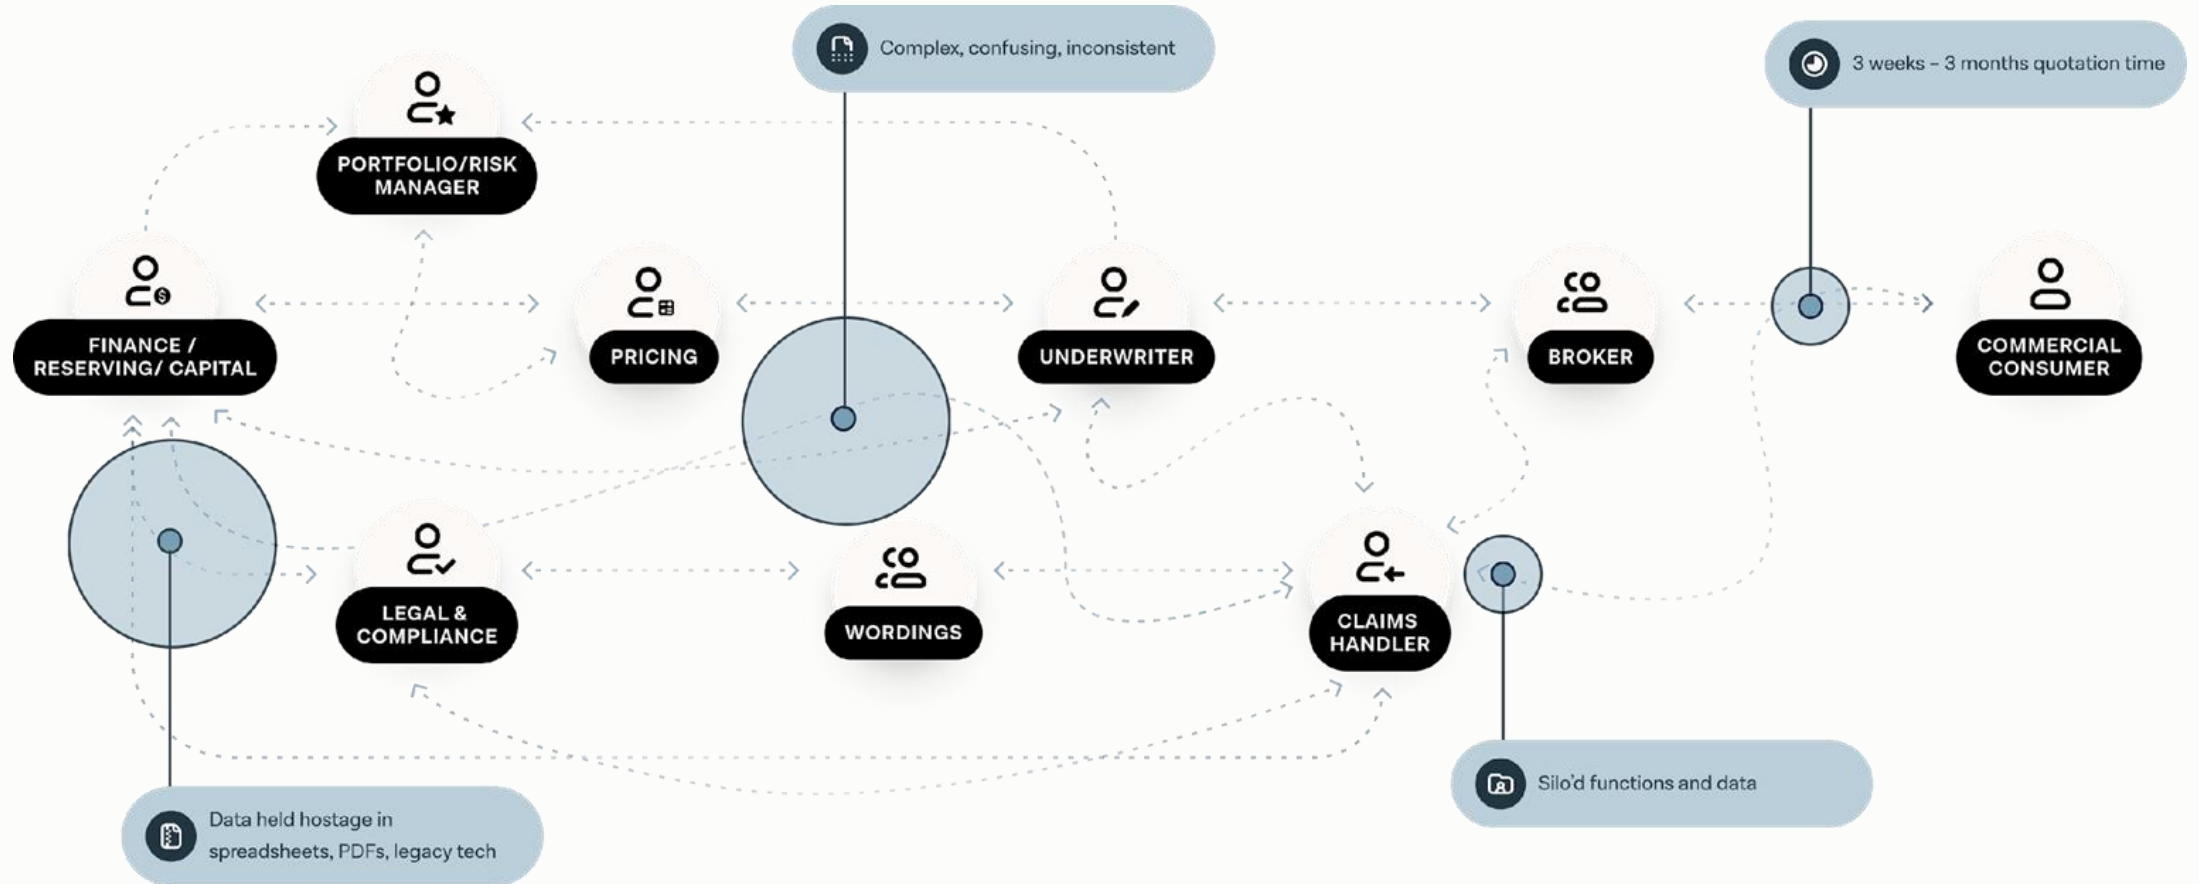 Complex, confusing, inconsistent
3 weeks – 3 months quotation time
PORTFOLIO/RISK
MANAGER
FINANCE /
RESERVING/ CAPITAL
PRICING
UNDERWRITER
BROKER
COMMERCIAL
CONSUMER
LEGAL &
COMPLIANCE
WORDINGS
CLAIMS
HANDLER
Silo'd functions and data
Data held hostage in
spreadsheets, PDFs, legacy tech